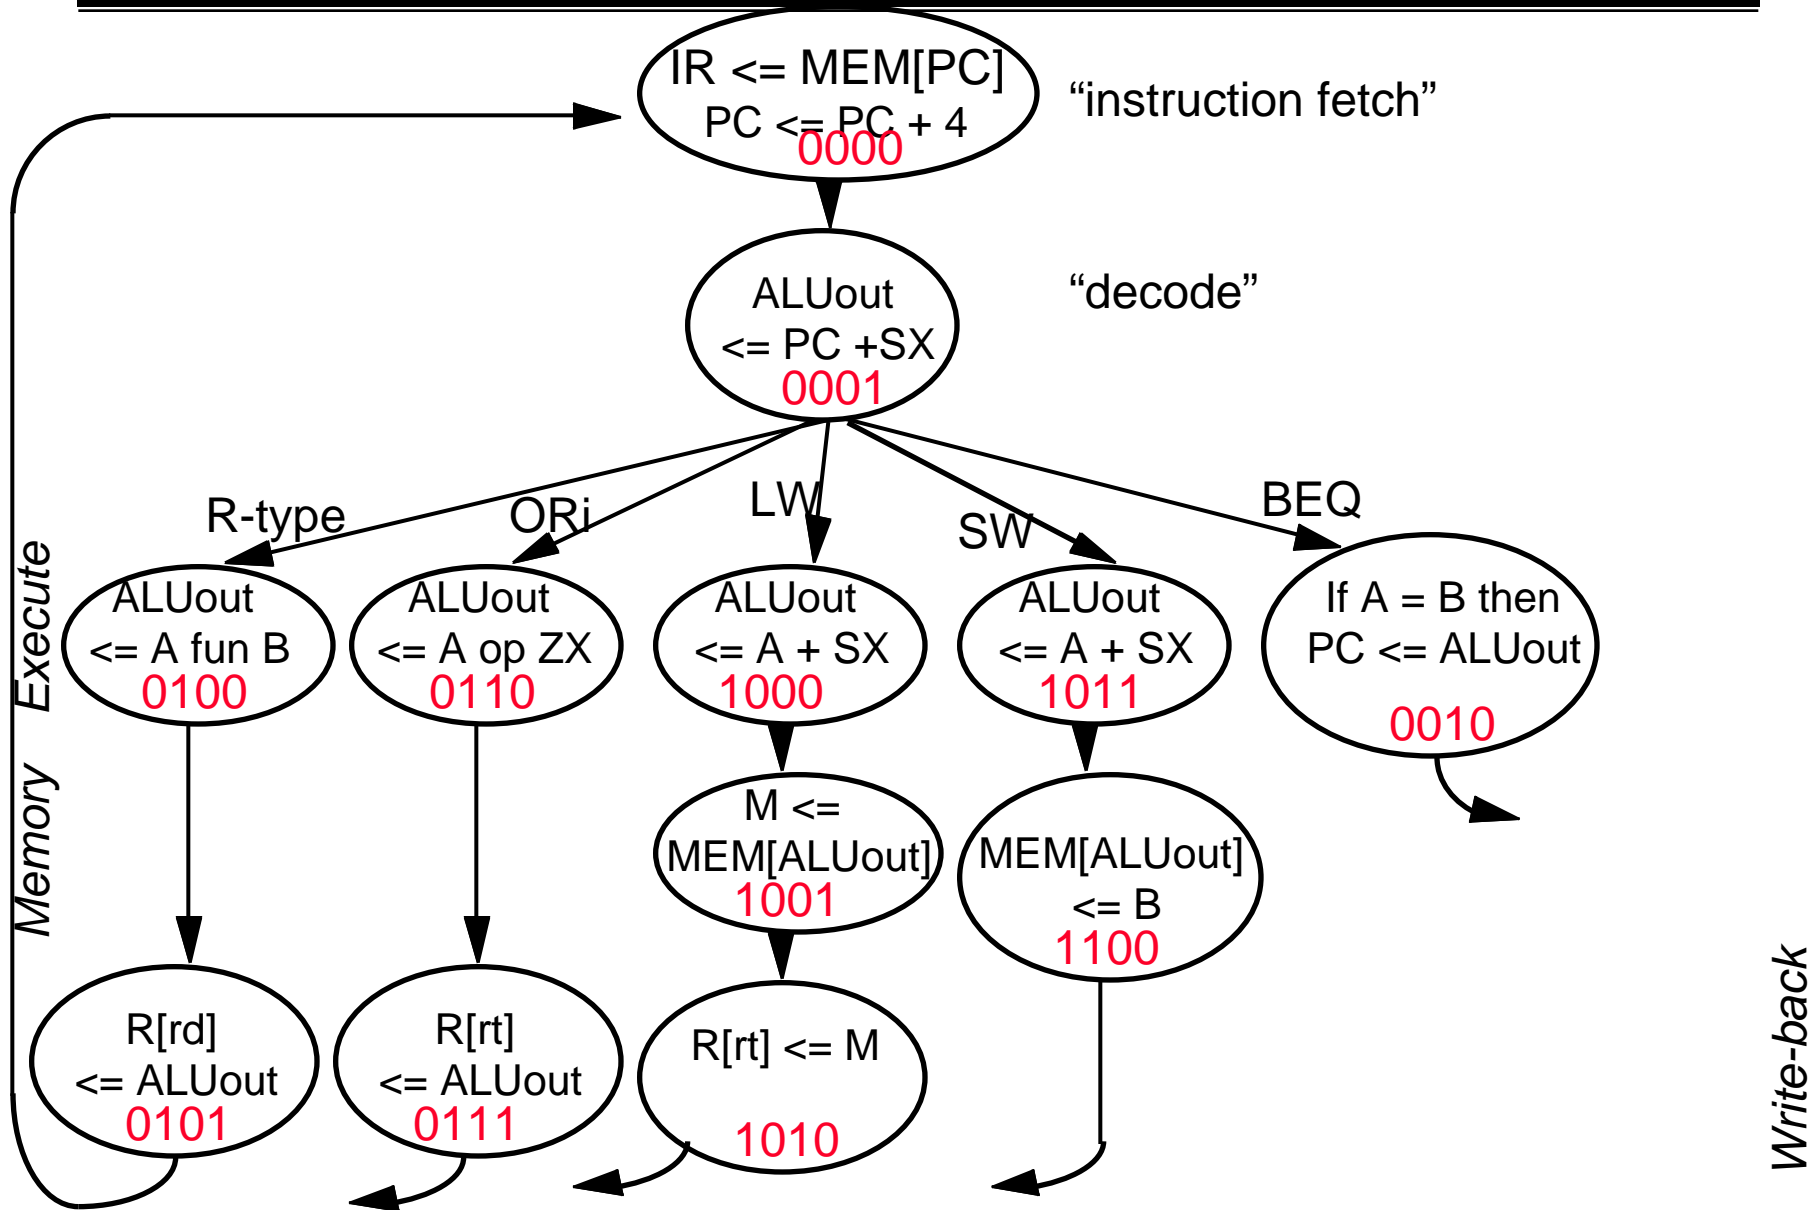 IR <= MEM[PC]
PC <= PC + 4
0000
“instruction fetch”
ALUout
<= PC +SX
0001
“decode”
R-type
ORi
LW
SW
BEQ
Execute
ALUout
<= A fun B
0100
ALUout
<= A op ZX
0110
ALUout
<= A + SX
1000
ALUout
<= A + SX
1011
If A = B then
PC <= ALUout
0010
Memory
M <=
MEM[ALUout]
1001
MEM[ALUout]
<= B
1100
R[rd]
<= ALUout
0101
R[rt]
<= ALUout
0111
R[rt] <= M
1010
Write-back